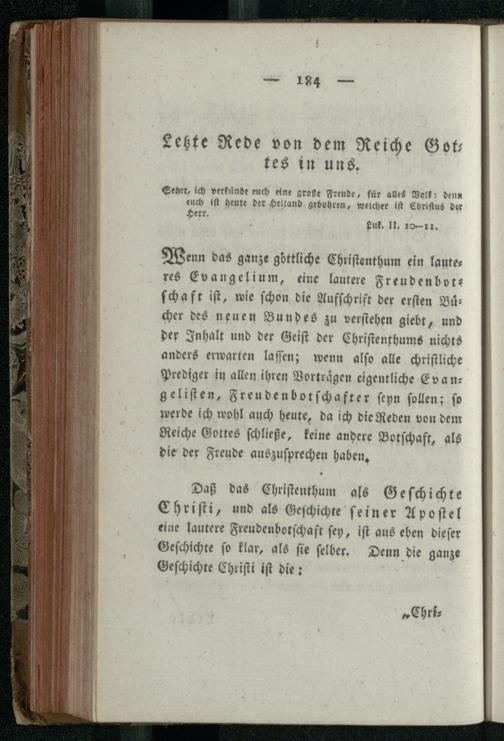 — 184 —
Letzte Rede von dem Reiche Got-
tes in uns.
Sehet, ich verkünde euch eine große Freude, für alles Volk: denn
euch ist heute der Heiland gebohren, welcher ist Christus der
Herr.
Luk. II. 10—11.
Wenn das ganze göttliche Christenthum ein laute-
res Evangelium, eine lautere Freudenbot-
schaft ist, wie schon die Aufschrift der ersten Bü-
cher des neuen Bundes zu verstehen giebt, und
der Inhalt und der Geist der Christenthums nichts
anders erwarten lassen; wenn also alle christliche
Prediger in allen ihren Vorträgen eigentliche Evan-
gelisten, Freudenbotschafter seyn sollen; so
werde ich wohl auch heute, da ich die Reden von dem
Reiche Gottes schließe, keine andere Botschaft, als
die der Freude auszusprechen haben.
Daß das Christenthum als Geschichte
Christi, und als Geschichte seiner Apostel
eine lautere Freudenbotschaft sey, ist aus eben dieser
Geschichte so klar, als sie selber. Denn die ganze
Geschichte Christi ist die:
„Chri-